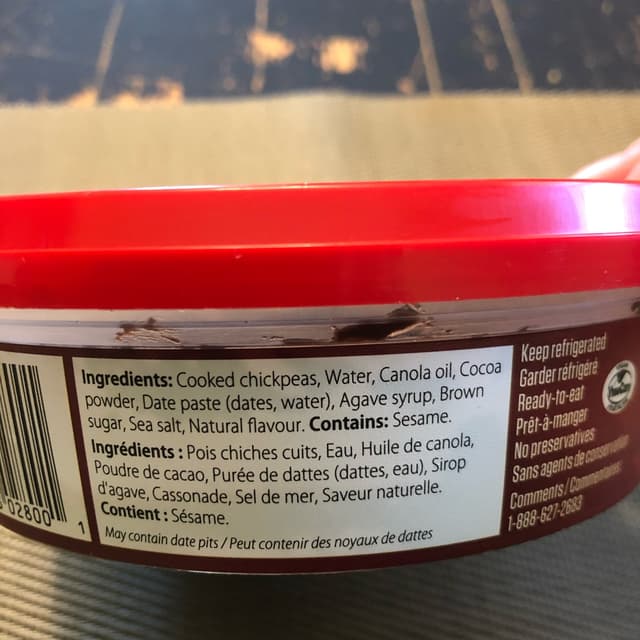 Ingredients: Cooked chickpeas, Water, Canola oil, Cocoa
powder, Date paste (dates, water), Agave syrup, Brown
sugar, Sea salt, Natural flavour. Contains: Sesame.
Ingrédients : Pois chiches cuits, Eau, Huile de canola,
Poudre de cacao, Purée de dattes (dattes, eau), Sirop
d'agave, Cassonade, Sel de mer, Saveur naturelle.
Contient : Sésame.
May contain date pits / Peut contenir des noyaux de dattes
Keep refrigerated
Garder réfrigéré
Ready-to-eat
Prêt-à-manger
No preservatives
Sans agents de conservation
Comments / Commentaires
1-888-627-2683
02800
1